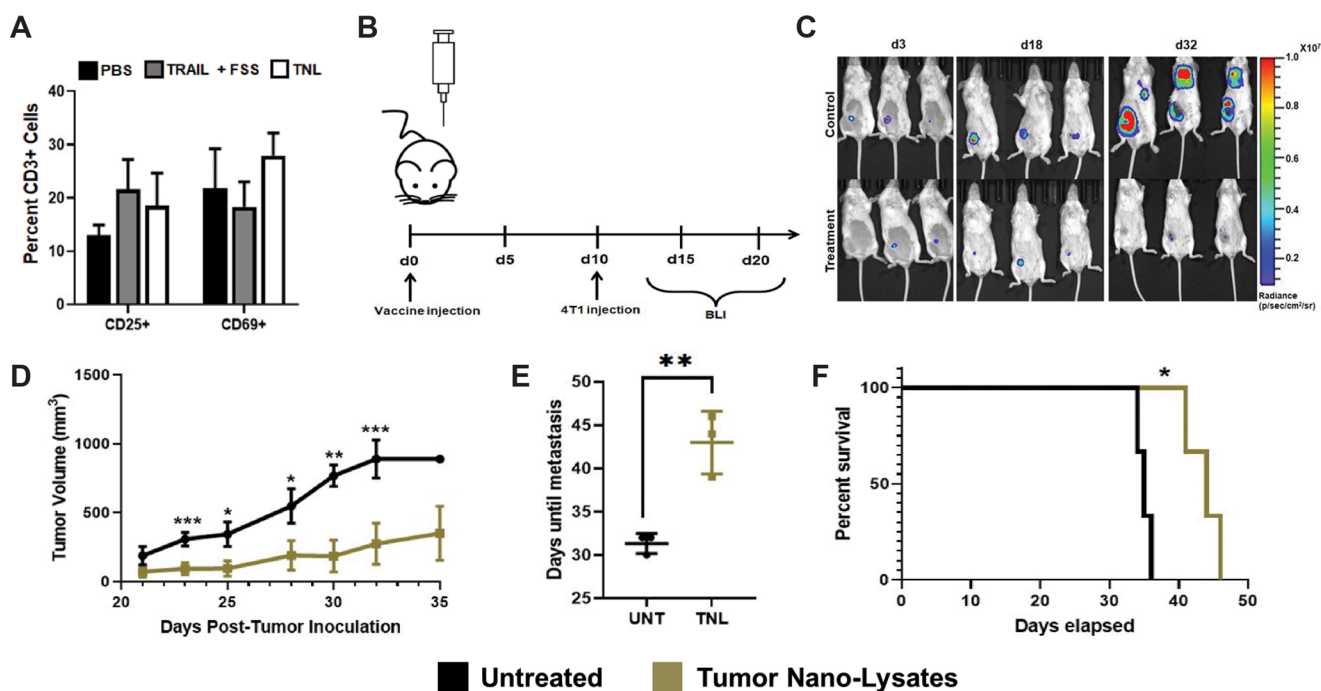 A
PBS TRAIL + FSS TNL
Percent CD3+ Cells
40
30
20
10
0
CD25+ CD69+
B
d0 d5 d10 d15 d20
Vaccine injection 4T1 injection BLI
C
d3 d18 d32
Control
Treatment
X10⁷
1.0
0.8
0.6
0.4
0.2
Radiance
(p/sec/cm²/sr)
D
Tumor Volume (mm³)
1500
1000
500
0
*** * * ** ***
20 25 30 35
Days Post-Tumor Inoculation
E
**
Days until metastasis
50
45
40
35
30
25
UNT TNL
F
*
Percent survival
100
50
0
0 10 20 30 40 50
Days elapsed
Untreated Tumor Nano-Lysates